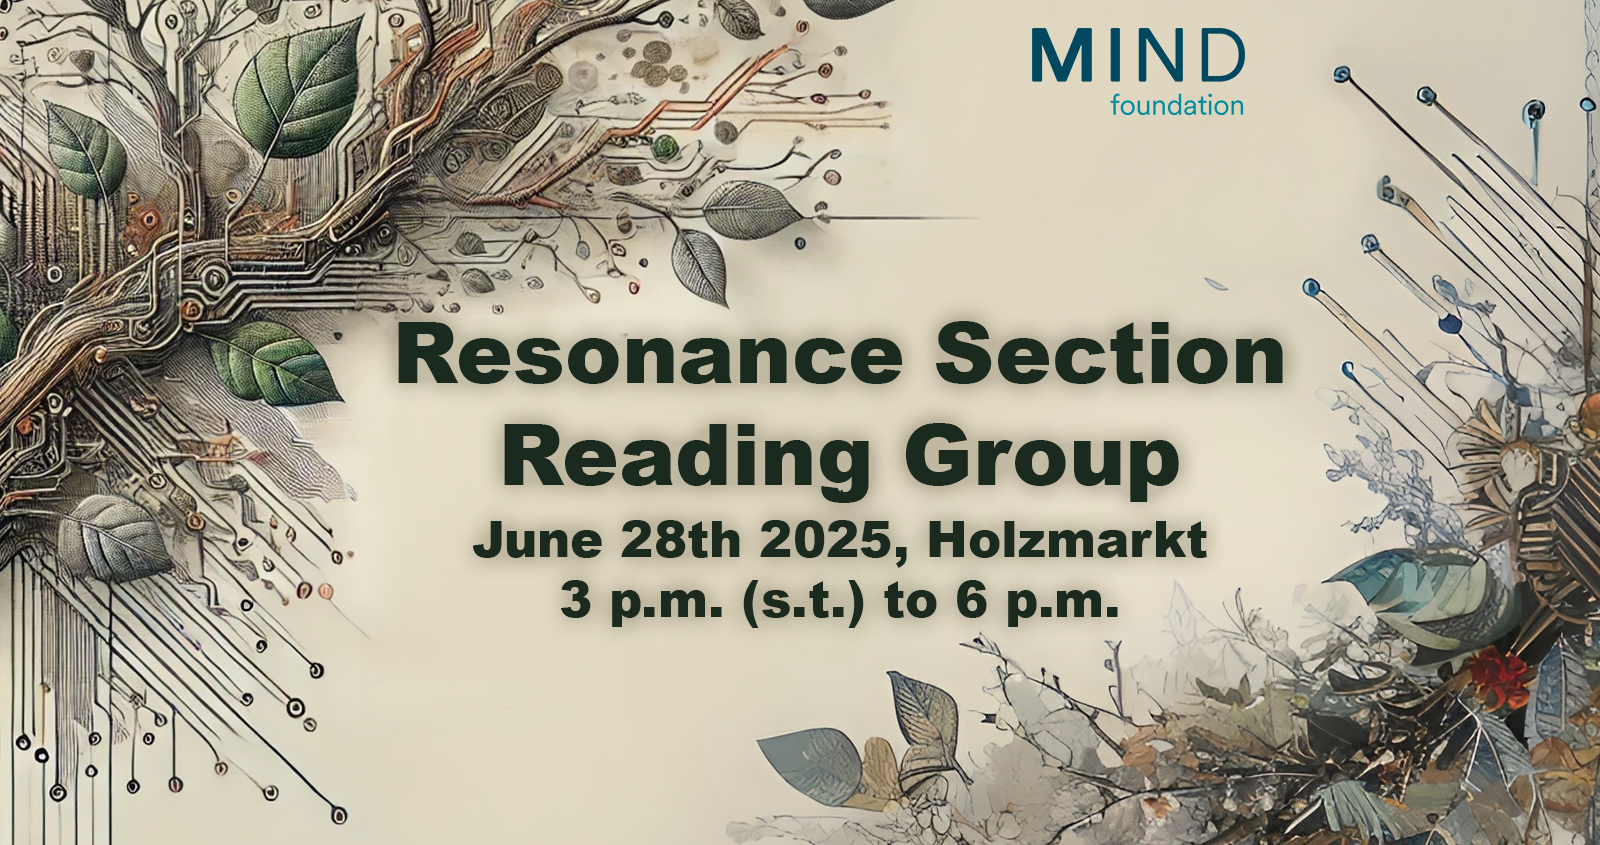 MIND
foundation
Resonance Section
Reading Group
June 28th 2025, Holzmarkt
3 p.m. (s.t.) to 6 p.m.